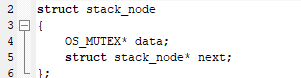 2 struct stack_node
3 {
4 OS_MUTEX* data;
5 struct stack_node* next;
6 };